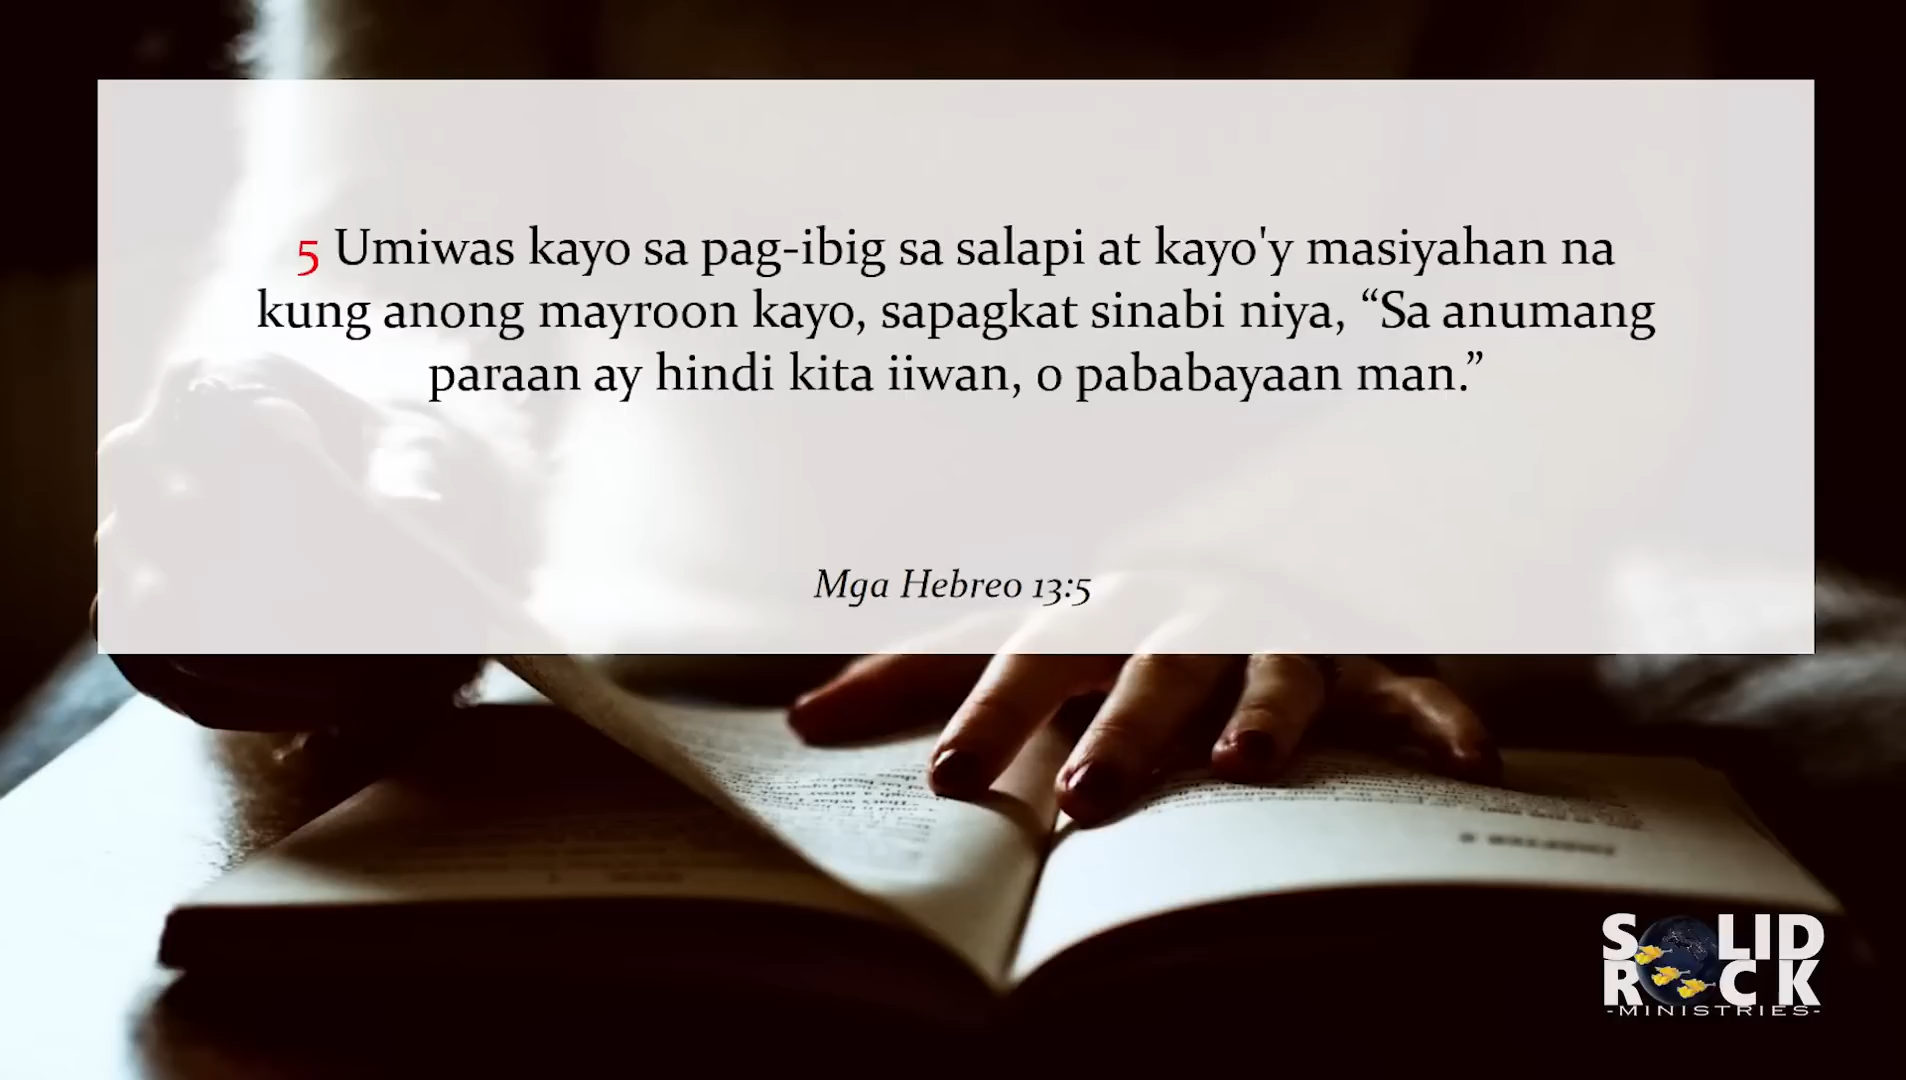 5 Umiwas kayo sa pag-ibig sa salapi at kayo'y masiyahan na
kung anong mayroon kayo, sapagkat sinabi niya, “Sa anumang
paraan ay hindi kita iiwan, o pababayaan man.”
Mga Hebreo 13:5
SOLID
ROCK
-MINISTRIES-